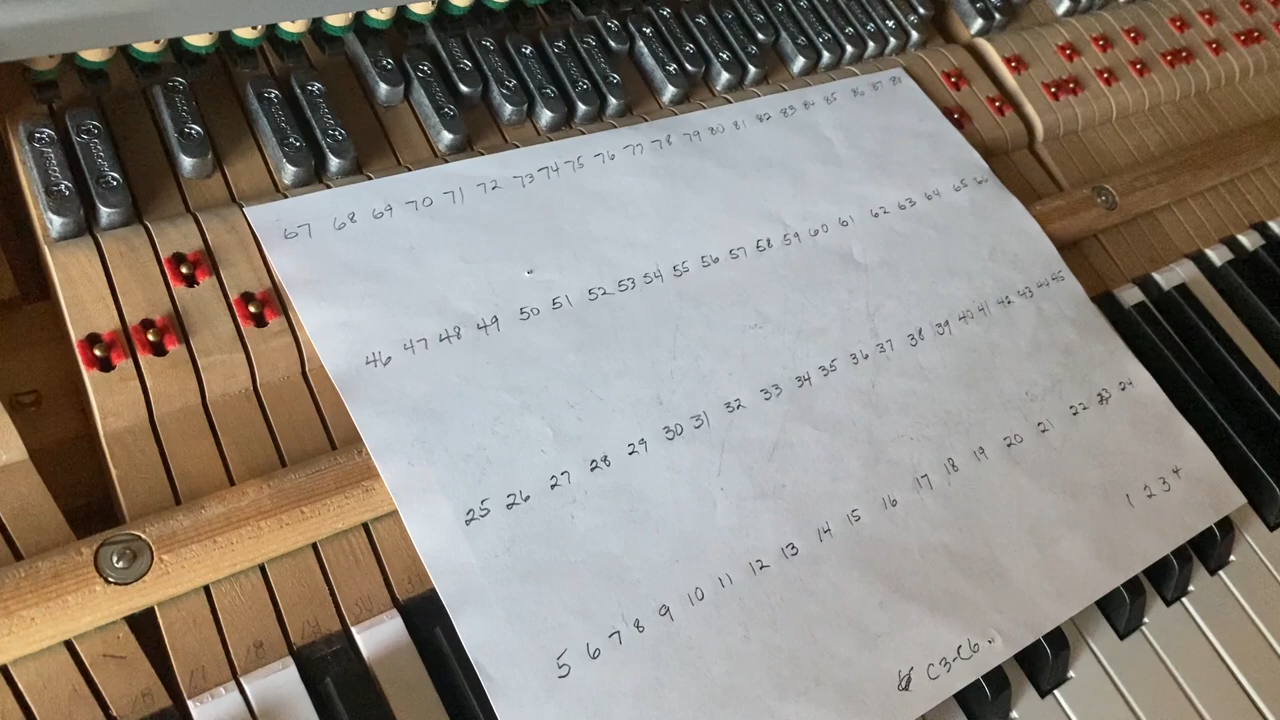 67 68 69 70 71 72 73 74 75 76 77 78 79 80 81 82 83 84 85 86 87 88
46 47 48 49 50 51 52 53 54 55 56 57 58 59 60 61 62 63 64 65 66
25 26 27 28 29 30 31 32 33 34 35 36 37 38 39 40 41 42 43 44 45
5 6 7 8 9 10 11 12 13 14 15 16 17 18 19 20 21 22 23 24
1 2 3 4
C3-C6